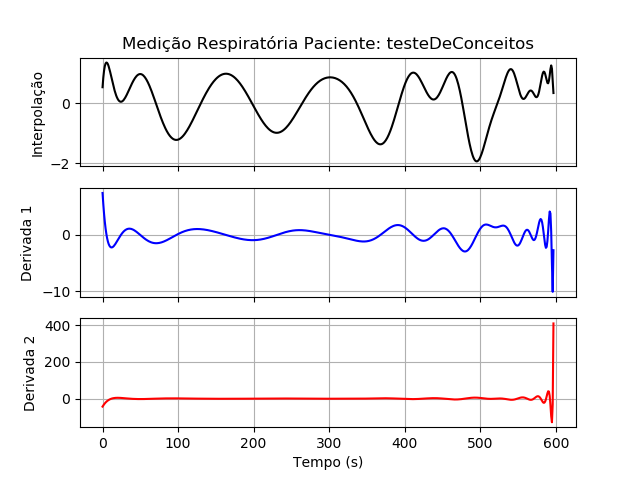 Medição Respiratória Paciente: testeDeConceitos
Interpolação
0
−2
Derivada 1
0
−10
Derivada 2
400
200
0
0 100 200 300 400 500 600
Tempo (s)